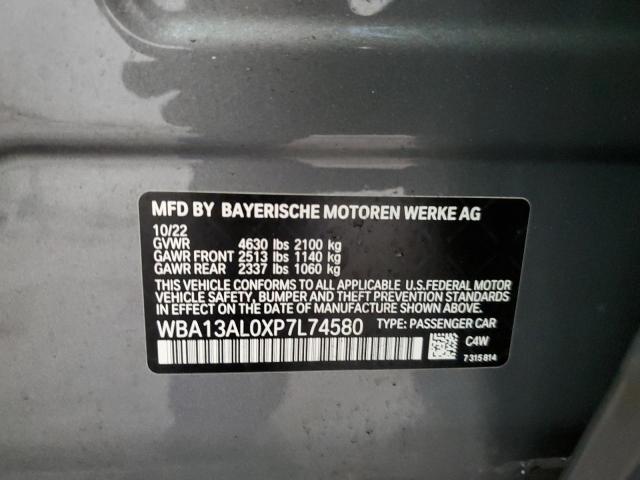 MFD BY BAYERISCHE MOTOREN WERKE AG
10/22
GVWR 4630 lbs 2100 kg
GAWR FRONT 2513 lbs 1140 kg
GAWR REAR 2337 lbs 1060 kg
THIS VEHICLE CONFORMS TO ALL APPLICABLE U.S.FEDERAL MOTOR
VEHICLE SAFETY, BUMPER AND THEFT PREVENTION STANDARDS
IN EFFECT ON THE DATE OF MANUFACTURE SHOWN ABOVE.
WBA13AL0XP7L74580 TYPE: PASSENGER CAR
C4W
7315814